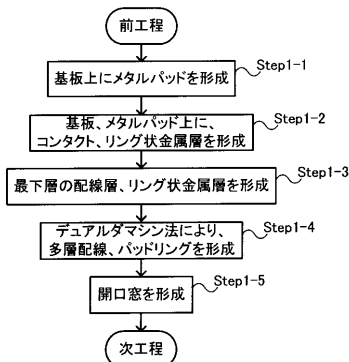 前工程
Step1-1
基板上にメタルパッドを形成
Step1-2
基板、メタルパッド上に、
コンタクト、リング状金属層を形成
Step1-3
最下層の配線層、リング状金属層を形成
Step1-4
デュアルダマシン法により、
多層配線、パッドリングを形成
Step1-5
開口窓を形成
次工程